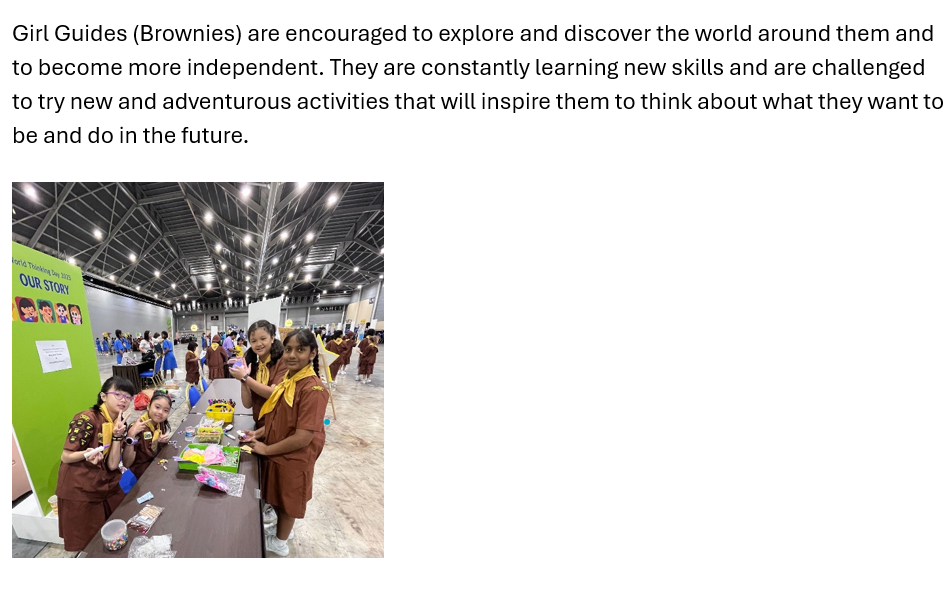 Girl Guides (Brownies) are encouraged to explore and discover the world around them and
to become more independent. They are constantly learning new skills and are challenged
to try new and adventurous activities that will inspire them to think about what they want to
be and do in the future.
World Thinking Day 2025
OUR STORY